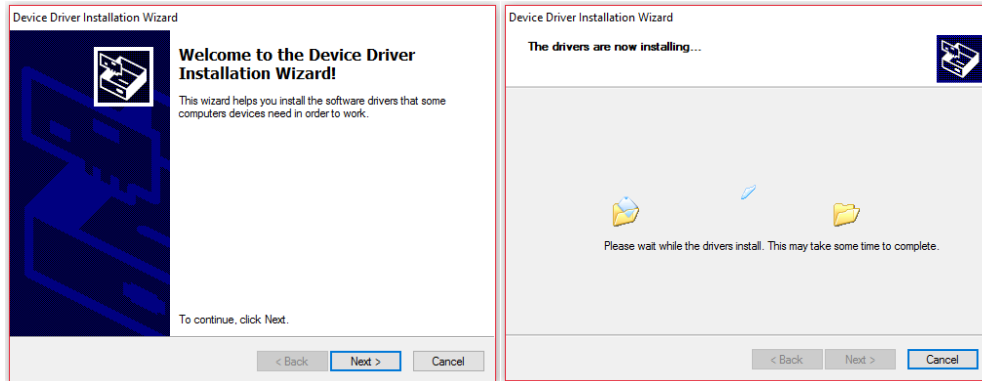 Device Driver Installation Wizard
Welcome to the Device Driver
Installation Wizard!
This wizard helps you install the software drivers that some
computers devices need in order to work.
To continue, click Next.
< Back
Next >
Cancel
Device Driver Installation Wizard
The drivers are now installing...
Please wait while the drivers install. This may take some time to complete.
< Back
Next >
Cancel